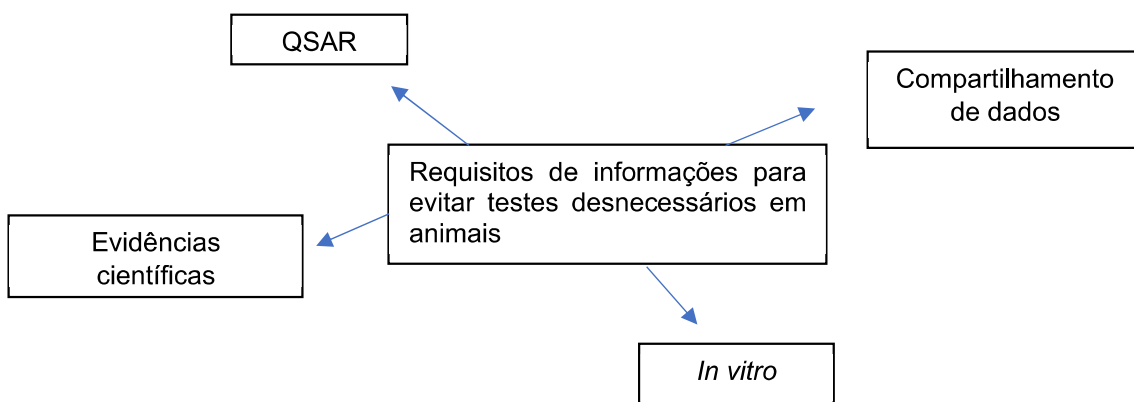 QSAR
Compartilhamento
de dados
Requisitos de informações para
evitar testes desnecessários em
animais
Evidências
científicas
In vitro